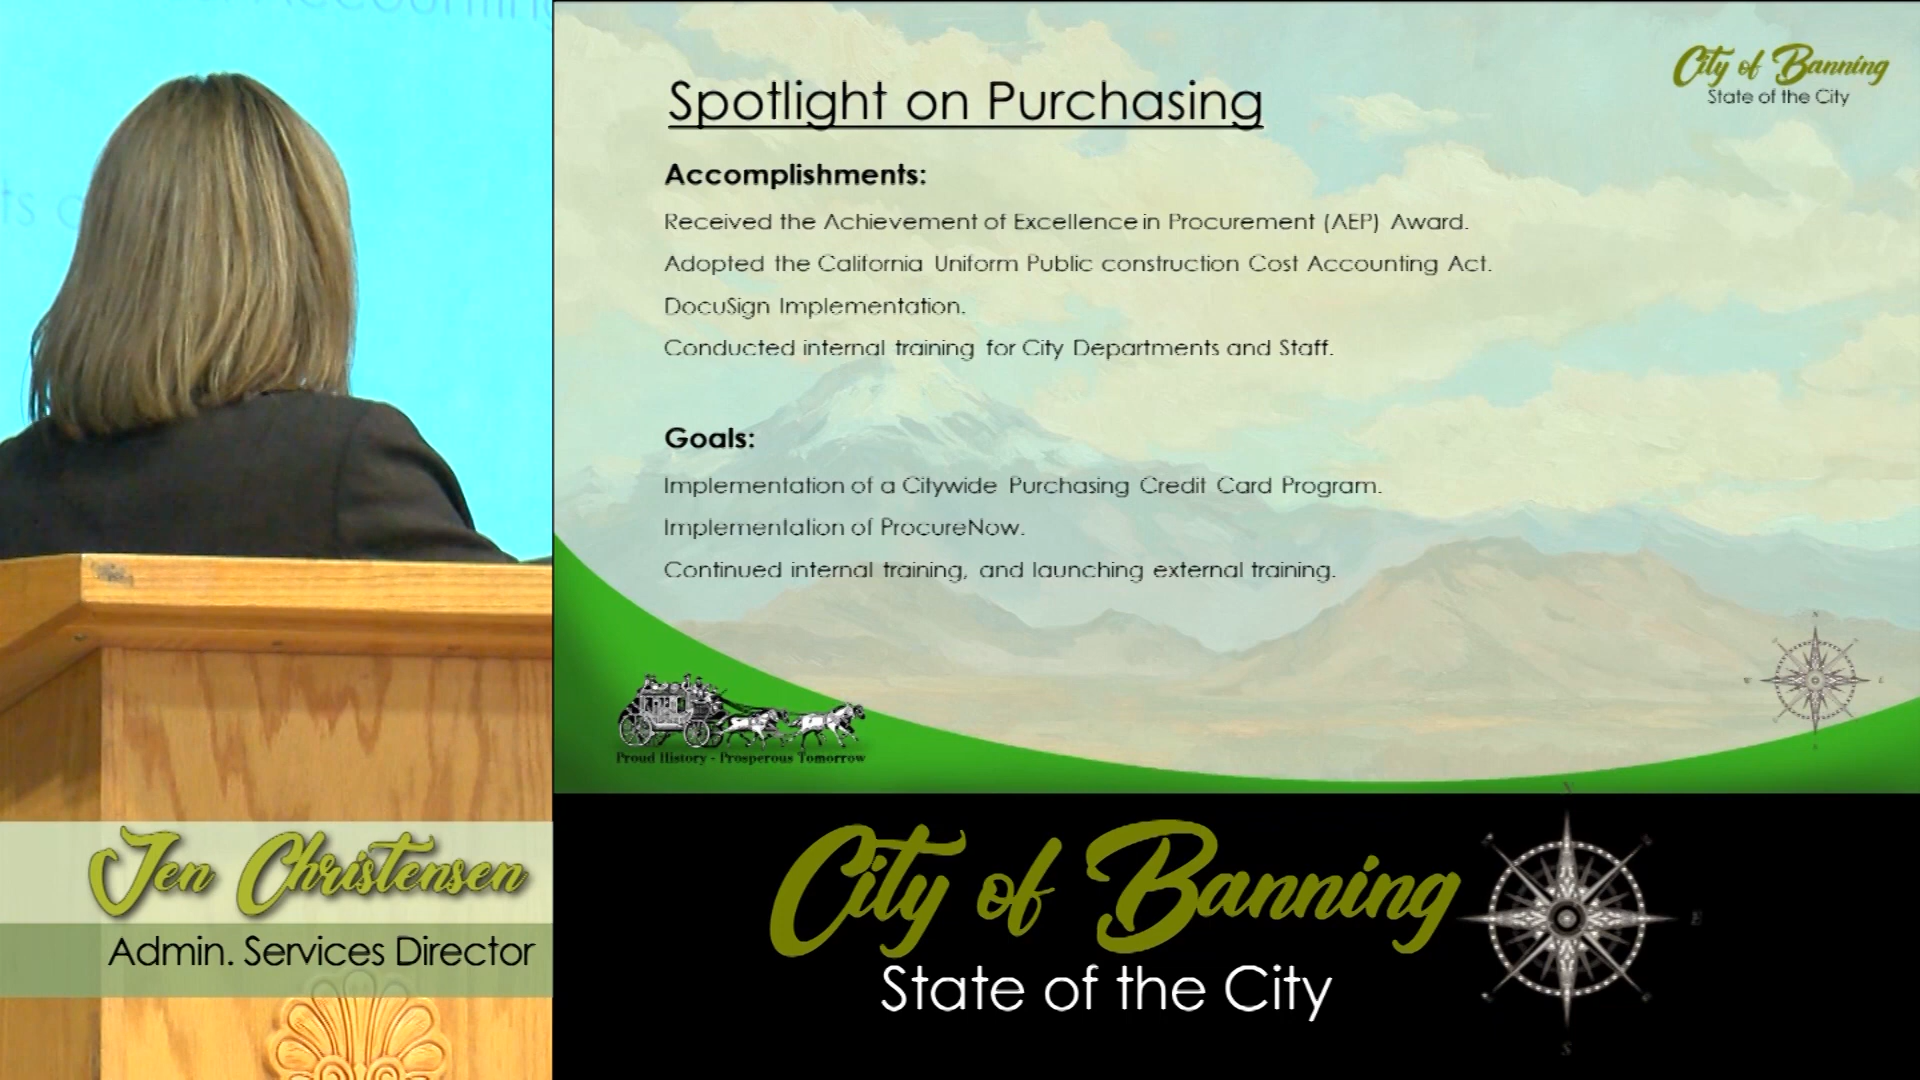 Spotlight on Purchasing
City of Banning
State of the City
Accomplishments:
Received the Achievement of Excellence in Procurement (AEP) Award.
Adopted the California Uniform Public construction Cost Accounting Act.
DocuSign Implementation.
Conducted internal training for City Departments and Staff.
Goals:
Implementation of a Citywide Purchasing Credit Card Program.
Implementation of ProcureNow.
Continued internal training, and launching external training.
Proud History - Prosperous Tomorrow
Jen Christensen
Admin. Services Director
City of Banning
State of the City